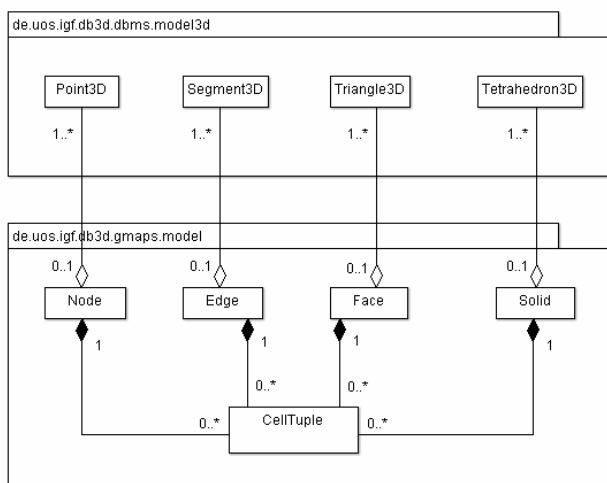 de.uos.igf.db3d.dbms.model3d
Point3D Segment3D Triangle3D Tetrahedron3D
1..* 1..* 1..* 1..*
de.uos.igf.db3d.gmaps.model
0..1 0..1 0..1 0..1
Node Edge Face Solid
1 1 1 1
0..* 0..*
0..* CellTuple 0..*